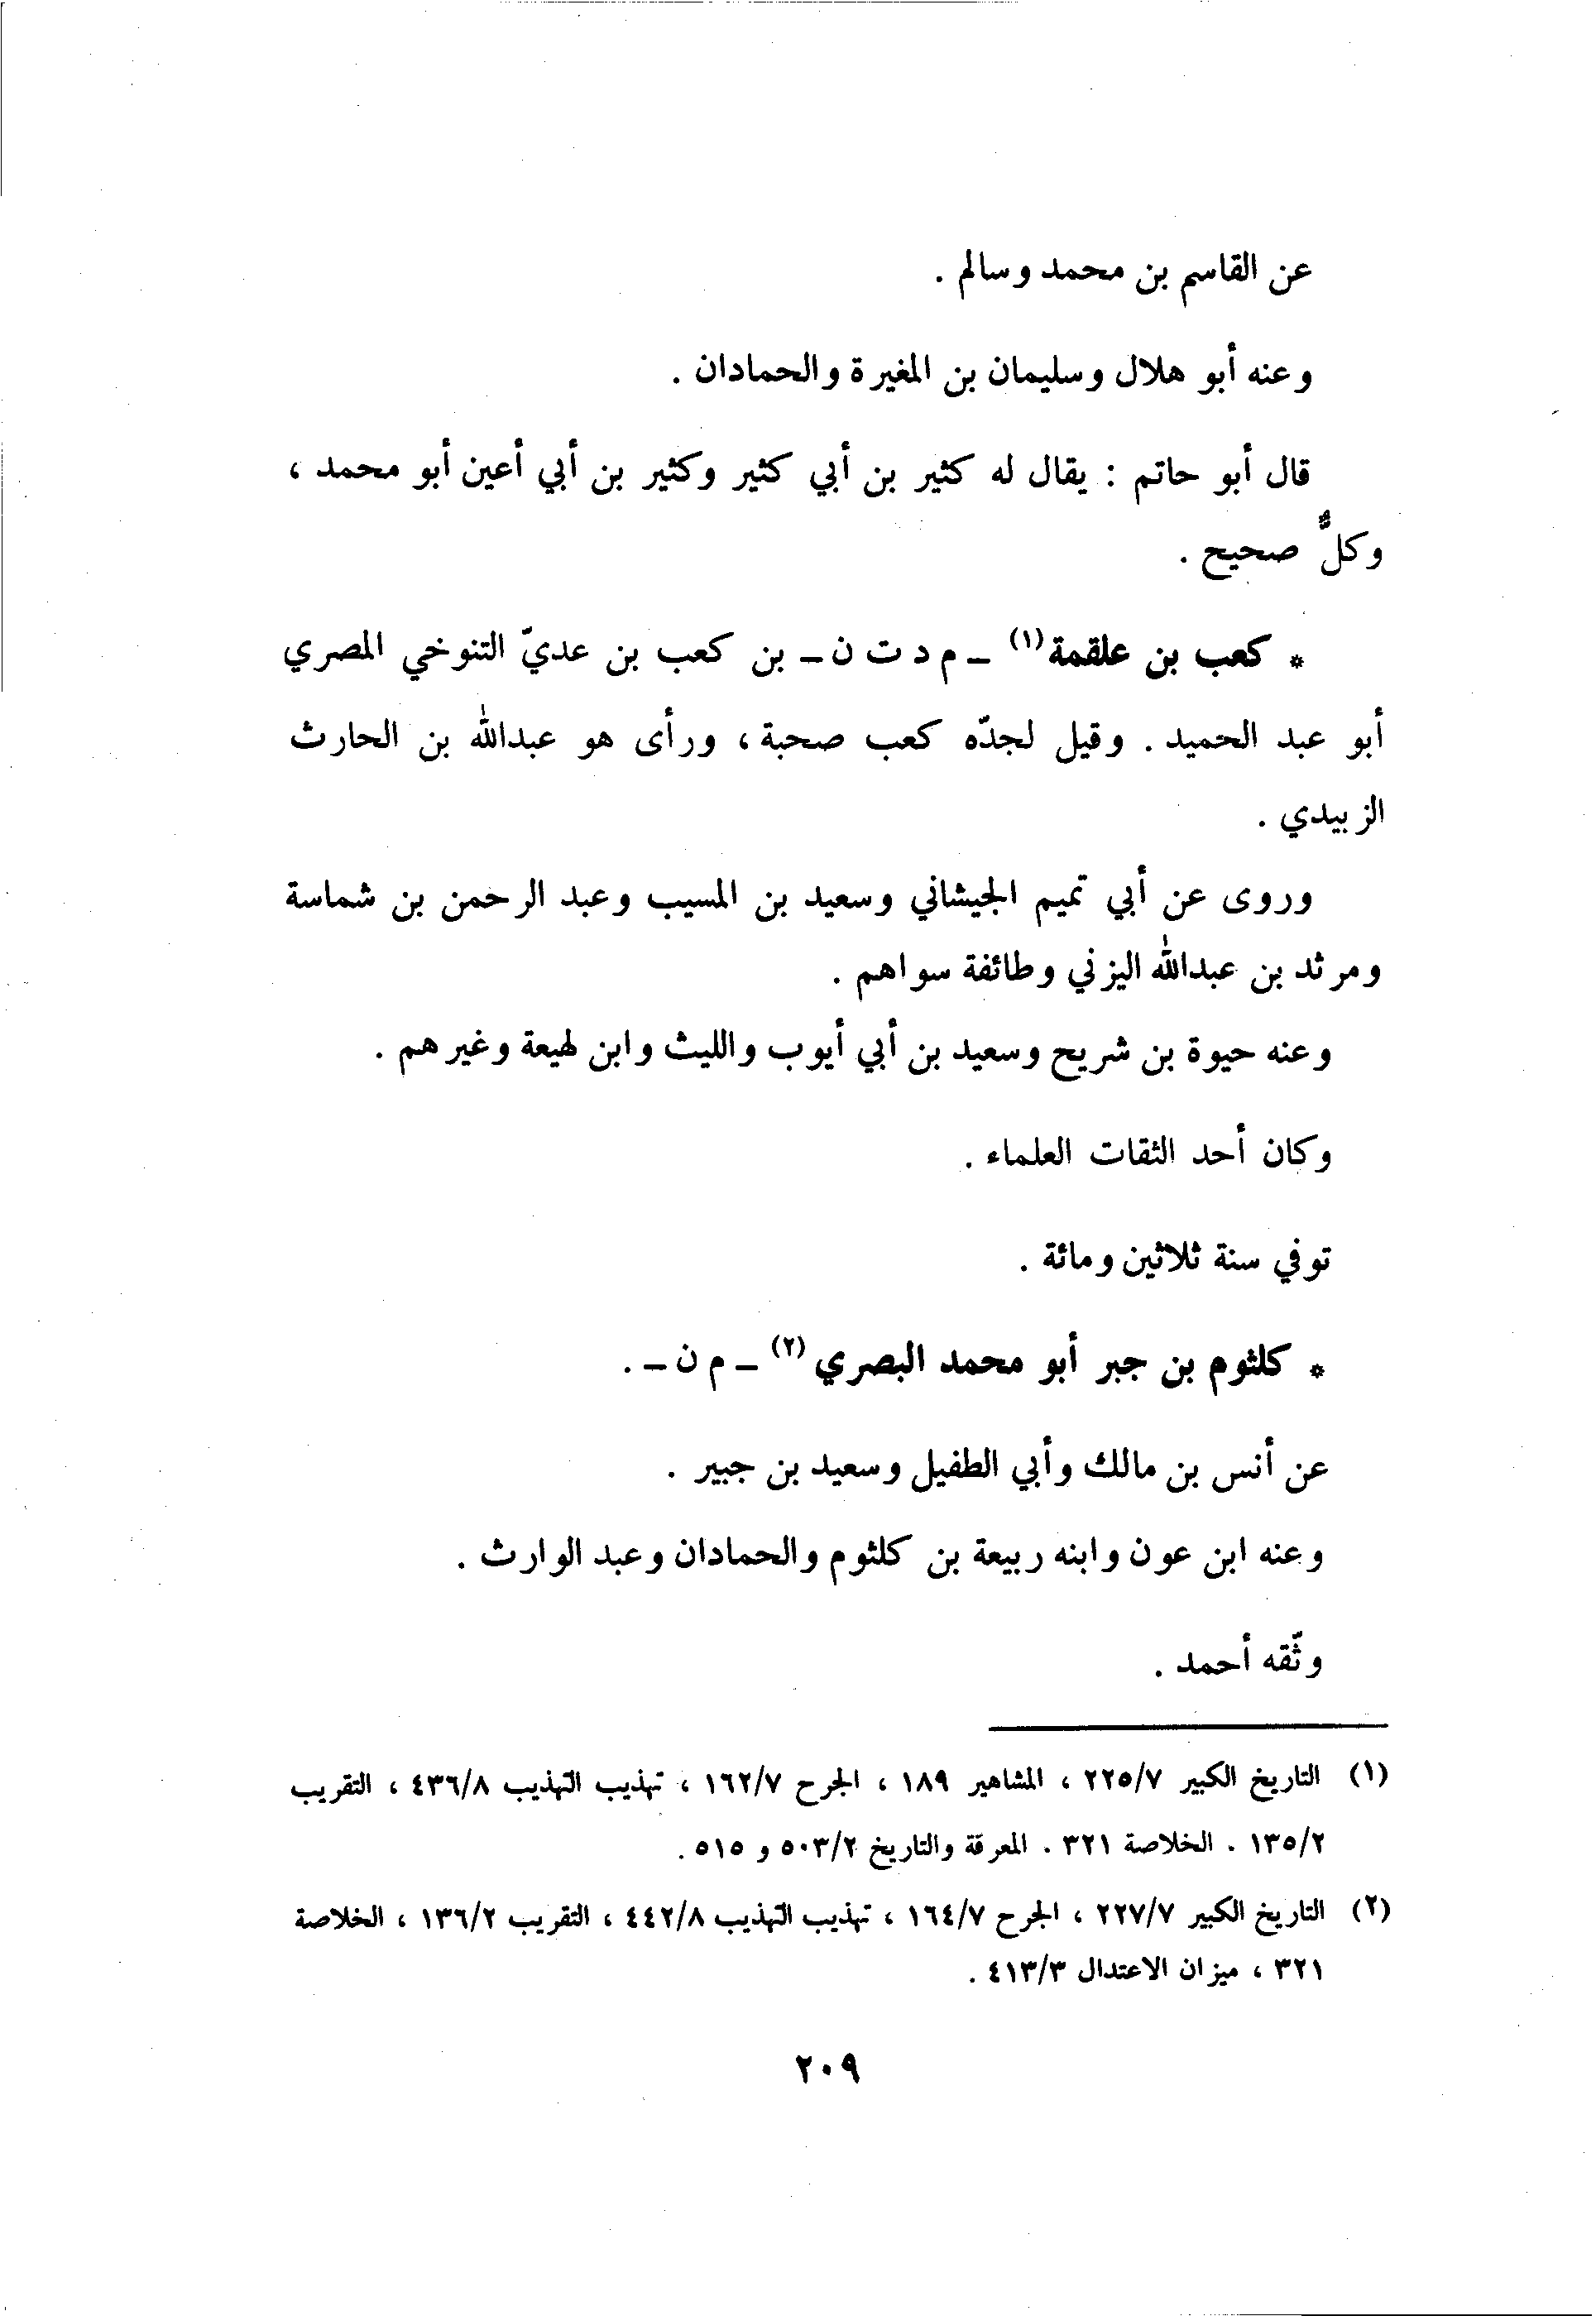 عن القاسم بن محمد وسالم .
وعنه أبو هلال وسليمان بن المغيرة والحمادان .
قال أبو حاتم : يقال له كثير بن أبي كثير وكثير بن أبي أعين أبو محمد ،
وكلٌّ صحيح .
* كعب بن علقمة(١) ـ م د ت ن ـ بن كعب بن عديّ التنوخي المصري
أبو عبد الحميد . وقيل لجدّه كعب صحبة ، ورأى هو عبدالله بن الحارث
الزبيدي .
وروى عن أبي تميم الجيشاني وسعيد بن المسيب وعبد الرحمن بن شماسة
ومرثد بن عبدالله اليزني وطائفة سواهم .
وعنه حيوة بن شريح وسعيد بن أبي أيوب والليث وابن لهيعة وغيرهم .
وكان أحد الثقات العلماء .
توفي سنة ثلاثين ومائة .
* كلثوم بن جبر أبو محمد البصري (٢) ـ م ن ـ .
عن أنس بن مالك وأبي الطفيل وسعيد بن جبير .
وعنه ابن عون وابنه ربيعة بن كلثوم والحمادان وعبد الوارث .
وثّقه أحمد .
(١) التاريخ الكبير ٢٢٥/٧ ، المشاهير ١٨٩ ، الجرح ١٦٢/٧ ، تهذيب التهذيب ٤٣٦/٨ ، التقريب
١٣٥/٢ . الخلاصة ٣٢١ . المعرفة والتاريخ ٥٠٣/٢ و ٥١٥ .
(٢) التاريخ الكبير ٢٢٧/٧ ، الجرح ١٦٤/٧ ، تهذيب التهذيب ٤٤٢/٨ ، التقريب ١٣٦/٢ ، الخلاصة
٣٢١ ، ميزان الاعتدال ٤١٣/٣ .
٢٠٩